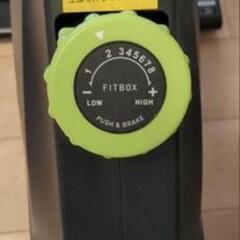 1 2 3 4 5 6 7 8
FITBOX
− +
LOW HIGH
PUSH & BRAKE